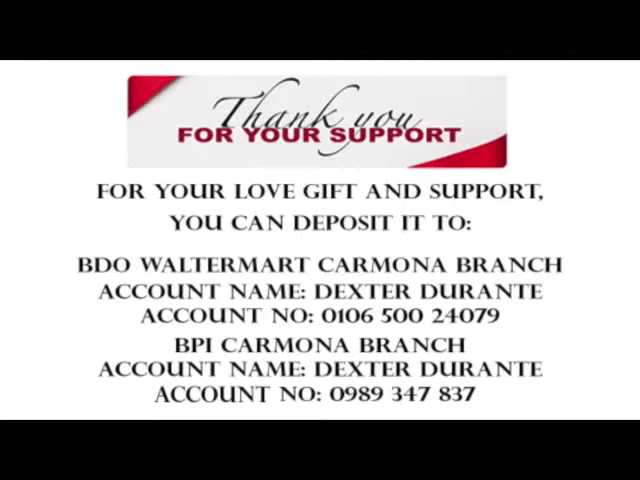 Thank you
FOR YOUR SUPPORT
FOR YOUR LOVE GIFT AND SUPPORT,
YOU CAN DEPOSIT IT TO:
BDO WALTERMART CARMONA BRANCH
ACCOUNT NAME: DEXTER DURANTE
ACCOUNT NO: 0106 500 24079
BPI CARMONA BRANCH
ACCOUNT NAME: DEXTER DURANTE
ACCOUNT NO: 0989 347 837